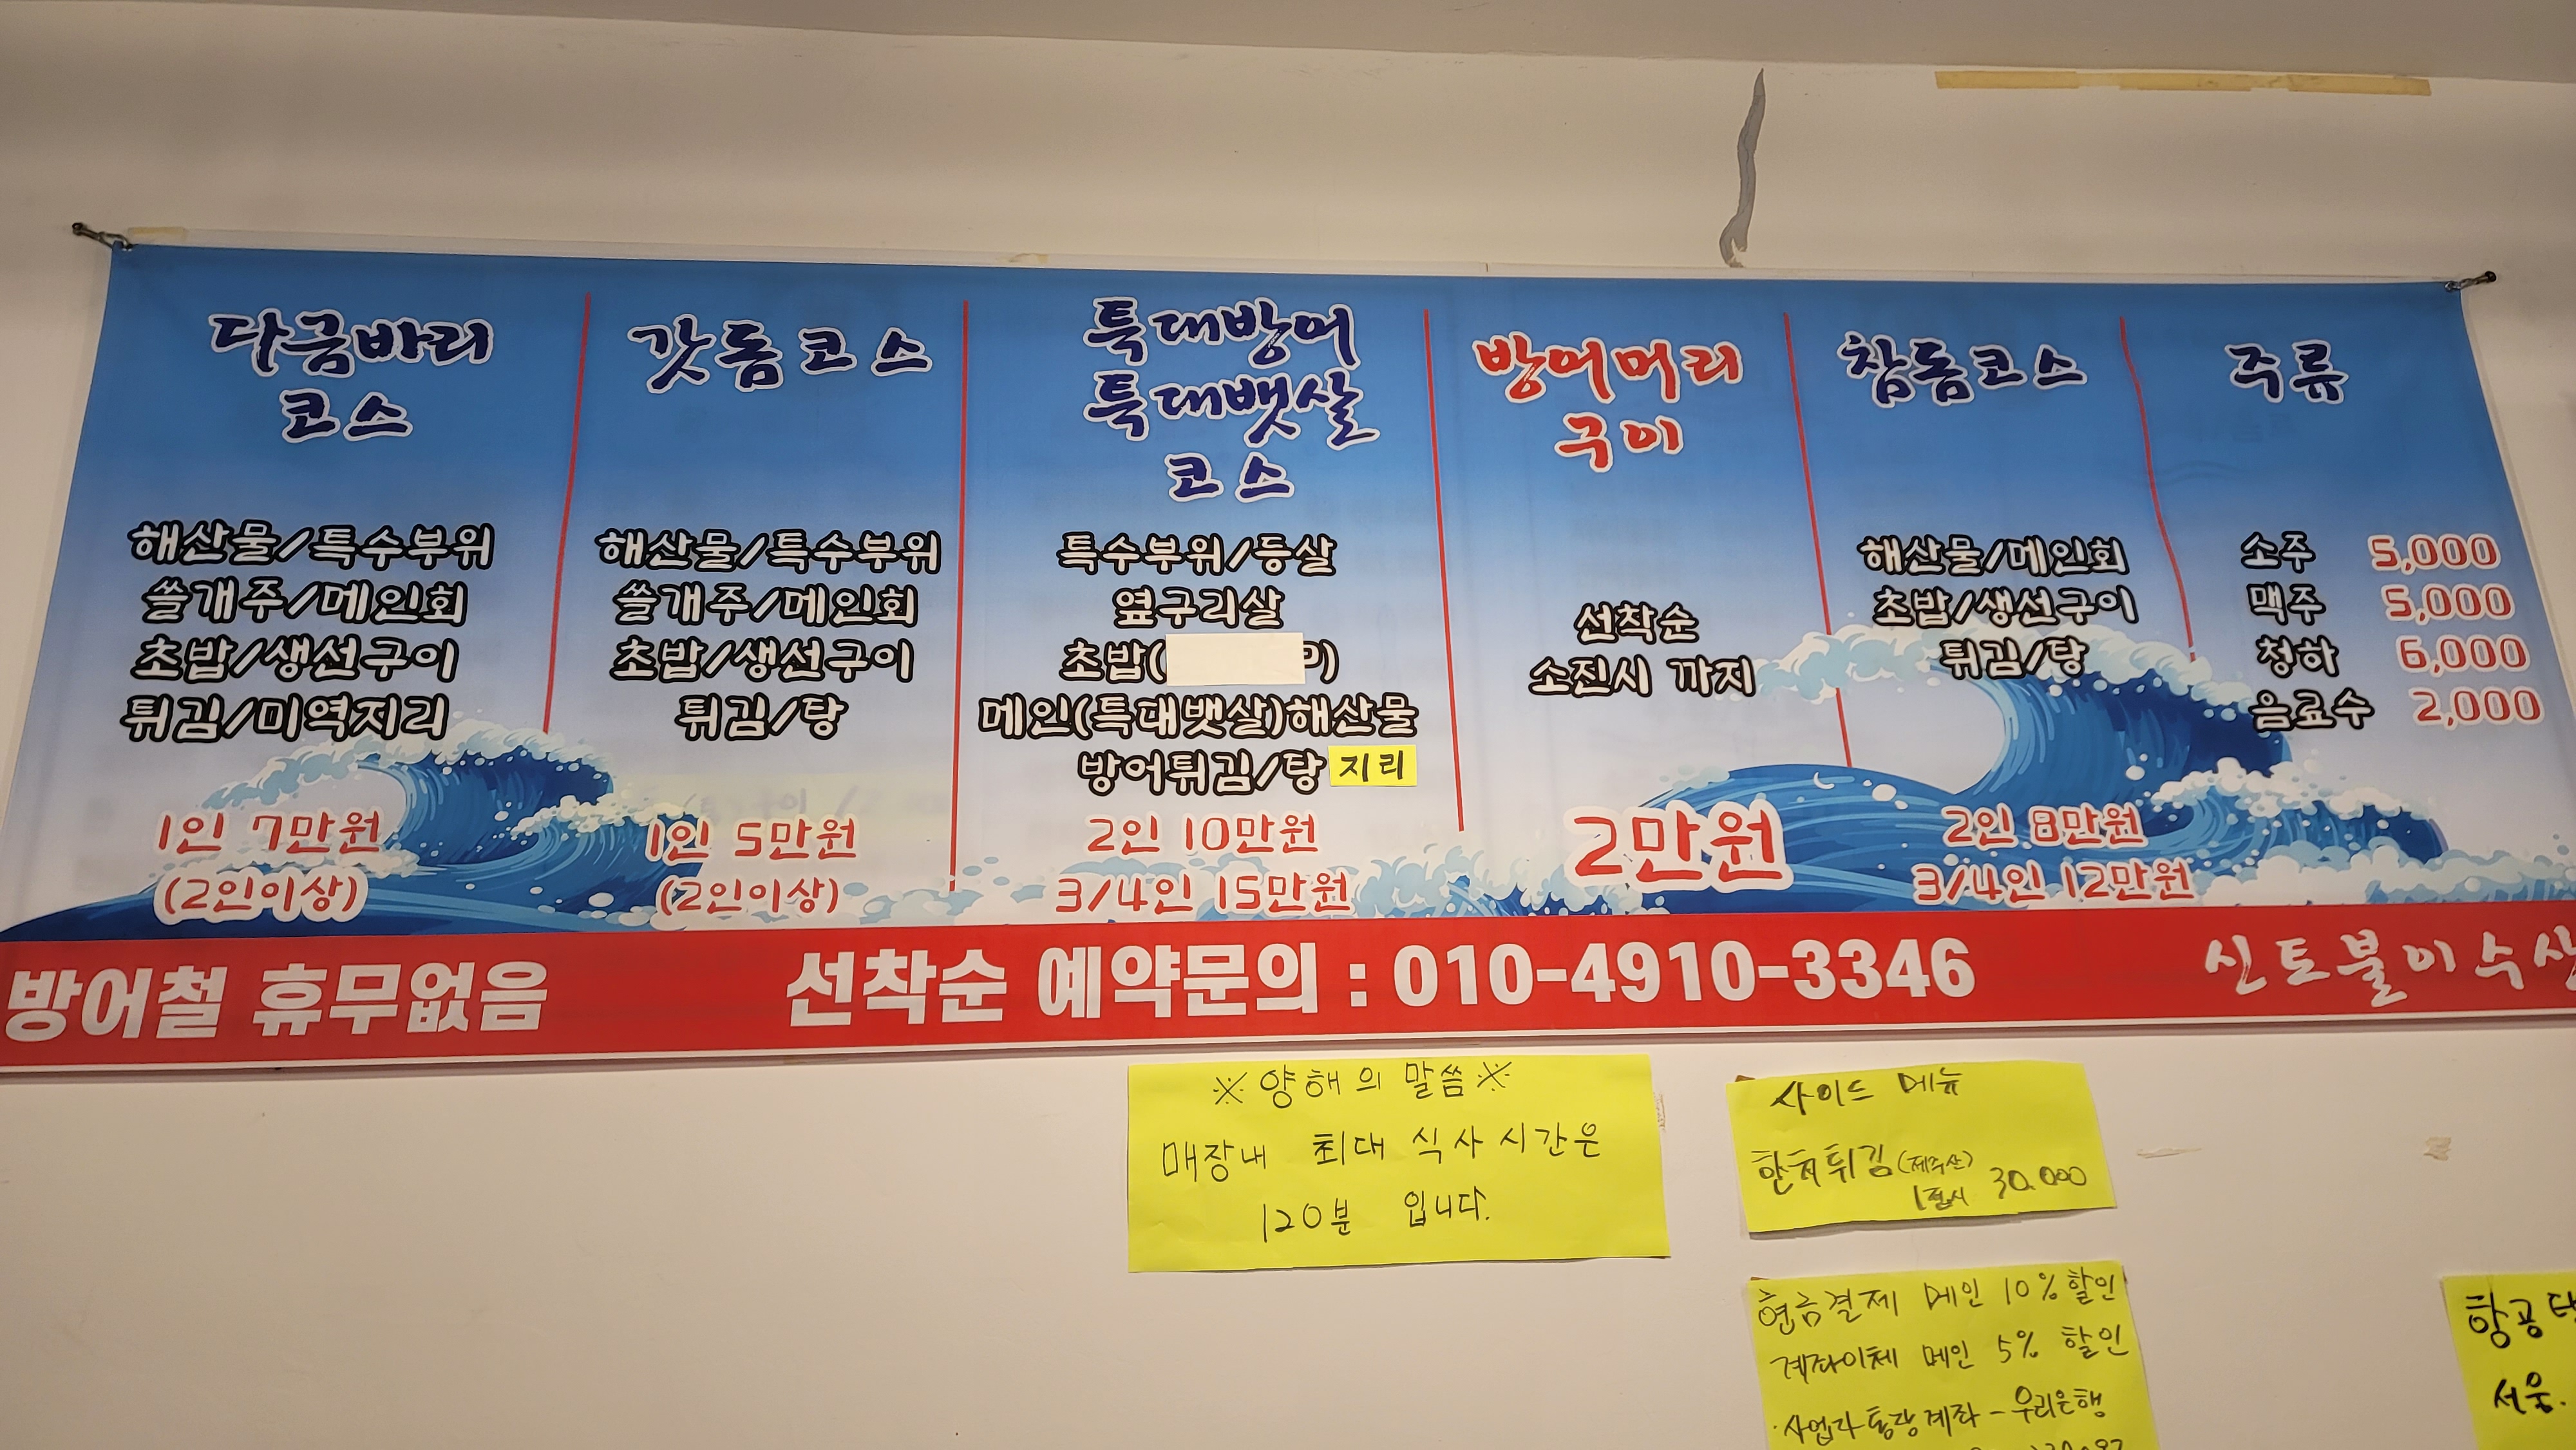 다금바리
코스
해산물/특수부위
쓸개주/메인회
초밥/생선구이
튀김/미역지리
1인 7만원
(2인이상)
갓돔코스
해산물/특수부위
쓸개주/메인회
초밥/생선구이
튀김/탕
1인 5만원
(2인이상)
특대방어
특대뱃살
코스
특수부위/등살
옆구리살
초밥( P)
메인(특대뱃살)해산물
방어튀김/탕 지리
2인 10만원
3/4인 15만원
방어머리
구이
선착순
소진시 까지
2만원
참돔코스
해산물/메인회
초밥/생선구이
튀김/탕
2인 8만원
3/4인 12만원
주류
소주 5,000
맥주 5,000
청하 6,000
음료수 2,000
방어철 휴무없음
선착순 예약문의 : 010-4910-3346
신토불이수산
※양해의 말씀※
매장내 최대 식사시간은
120분 입니다.
사이드 메뉴
한치튀김(제주산)
1접시 30.000
현금결제 메인 10%할인
계좌이체 메인 5% 할인
·사업자통장계좌-우리은행
항공택
서울.